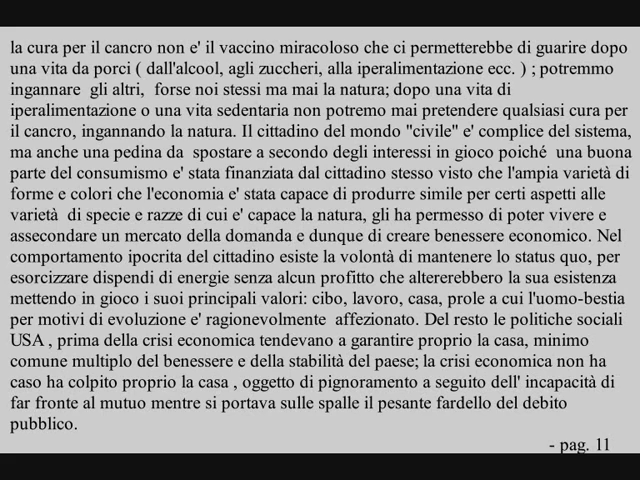 la cura per il cancro non e' il vaccino miracoloso che ci permetterebbe di guarire dopo
una vita da porci ( dall'alcool, agli zuccheri, alla iperalimentazione ecc. ) ; potremmo
ingannare  gli altri,  forse noi stessi ma mai la natura; dopo una vita di
iperalimentazione o una vita sedentaria non potremo mai pretendere qualsiasi cura per
il cancro, ingannando la natura. Il cittadino del mondo "civile" e' complice del sistema,
ma anche una pedina da  spostare a secondo degli interessi in gioco poiché  una buona
parte del consumismo e' stata finanziata dal cittadino stesso visto che l'ampia varietà di
forme e colori che l'economia e' stata capace di produrre simile per certi aspetti alle
varietà  di specie e razze di cui e' capace la natura, gli ha permesso di poter vivere e
assecondare un mercato della domanda e dunque di creare benessere economico. Nel
comportamento ipocrita del cittadino esiste la volontà di mantenere lo status quo, per
esorcizzare dispendi di energie senza alcun profitto che altererebbero la sua esistenza
mettendo in gioco i suoi principali valori: cibo, lavoro, casa, prole a cui l'uomo-bestia
per motivi di evoluzione e' ragionevolmente  affezionato. Del resto le politiche sociali
USA , prima della crisi economica tendevano a garantire proprio la casa, minimo
comune multiplo del benessere e della stabilità del paese; la crisi economica non ha
caso ha colpito proprio la casa , oggetto di pignoramento a seguito dell' incapacità di
far fronte al mutuo mentre si portava sulle spalle il pesante fardello del debito
pubblico.
- pag. 11